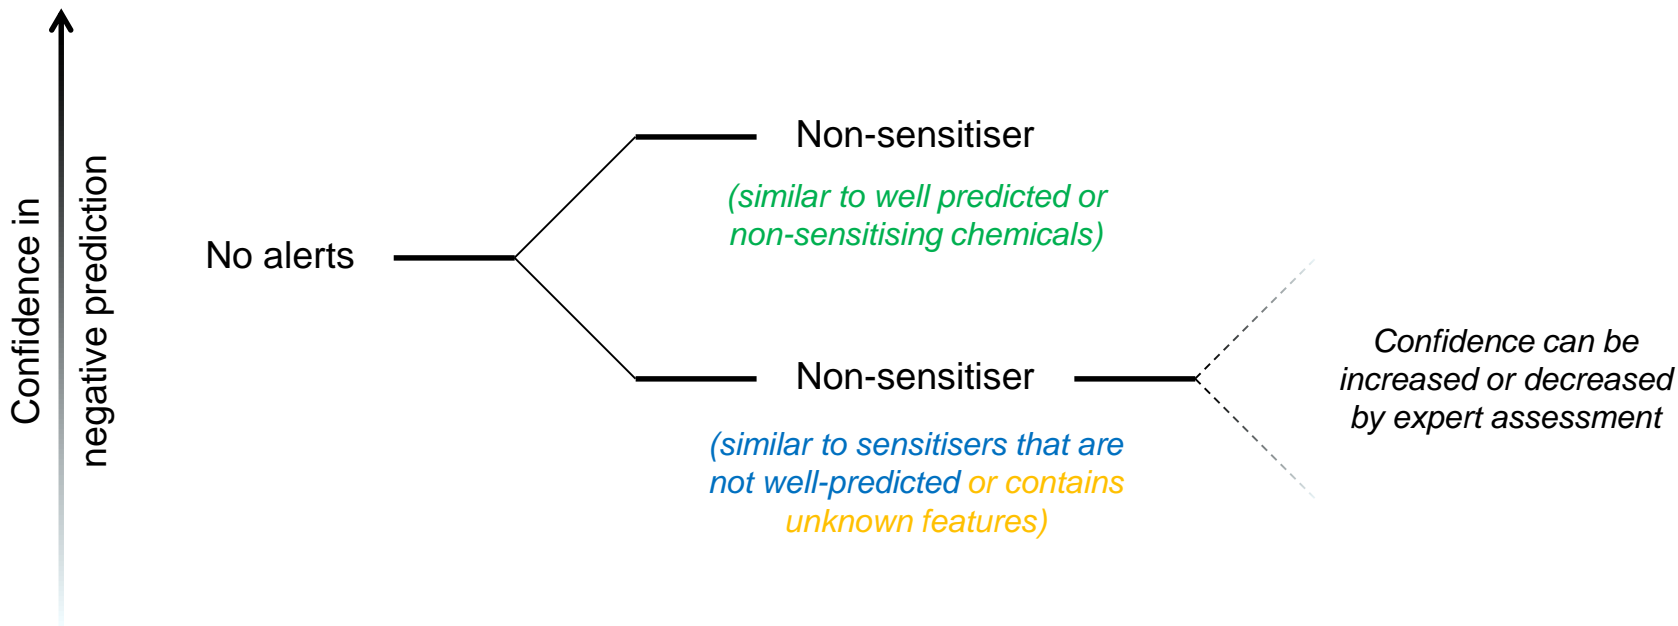 Confidence in
negative prediction
No alerts
Non-sensitiser
(similar to well predicted or
non-sensitising chemicals)
Non-sensitiser
(similar to sensitisers that are
not well-predicted or contains
unknown features)
Confidence can be
increased or decreased
by expert assessment